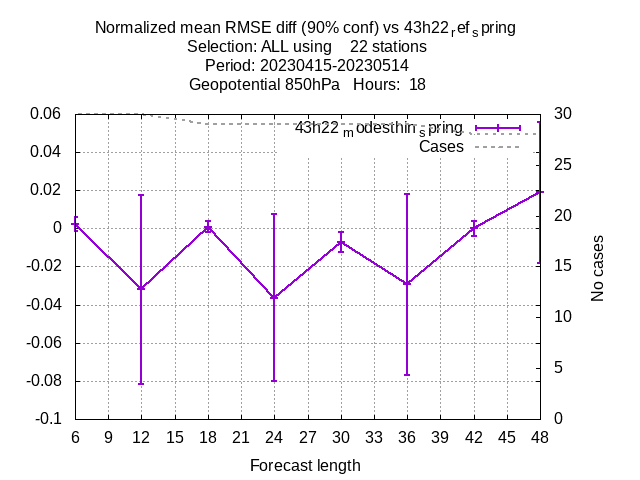 Normalized mean RMSE diff (90% conf) vs 43h22ref spring
Selection: ALL using    22 stations
Period: 20230415-20230514
Geopotential 850hPa   Hours:  18
43h22modesthinspring
Cases
0.06
0.04
0.02
0
-0.02
-0.04
-0.06
-0.08
-0.1
30
25
20
15
10
5
0
No cases
6 9 12 15 18 21 24 27 30 33 36 39 42 45 48
Forecast length